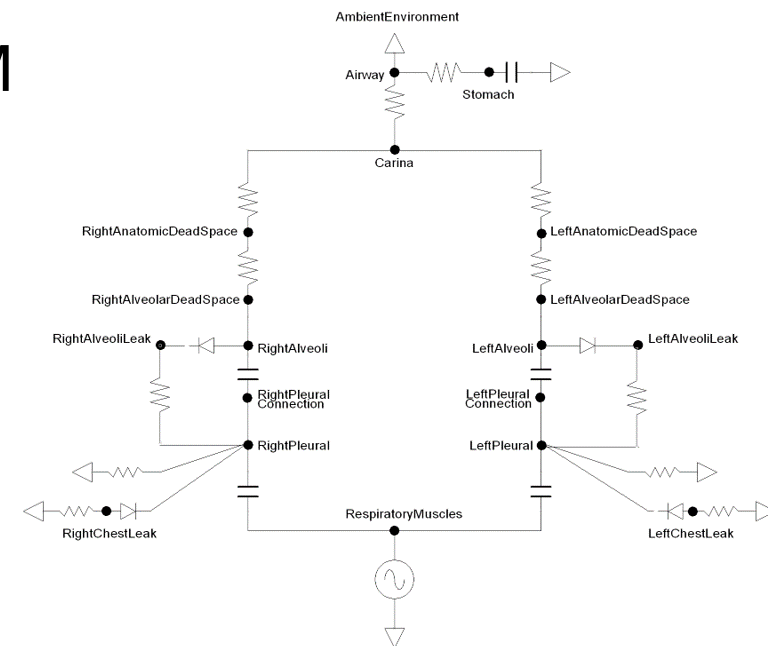 AmbientEnvironment
M
Airway
Stomach
Carina
RightAnatomicDeadSpace
LeftAnatomicDeadSpace
RightAlveolarDeadSpace
LeftAlveolarDeadSpace
RightAlveoliLeak
LeftAlveoliLeak
RightAlveoli
LeftAlveoli
RightPleural
Connection
LeftPleural
Connection
RightPleural
LeftPleural
RespiratoryMuscles
RightChestLeak
LeftChestLeak